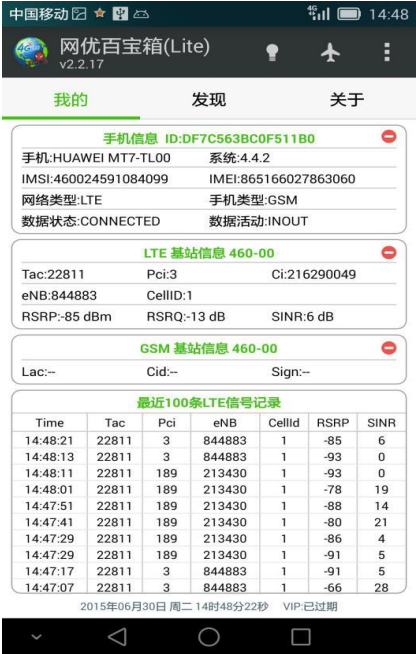 中国移动 4G 14:48
网优百宝箱(Lite)
v2.2.17
我的 发现 关于
手机信息 ID:DF7C563BC0F511B0
手机:HUAWEI MT7-TL00 系统:4.4.2
IMSI:460024591084099 IMEI:865166027863060
网络类型:LTE 手机类型:GSM
数据状态:CONNECTED 数据活动:INOUT
LTE 基站信息 460-00
Tac:22811 Pci:3 Ci:216290049
eNB:844883 CellID:1
RSRP:-85 dBm RSRQ:-13 dB SINR:6 dB
GSM 基站信息 460-00
Lac:-- Cid:-- Sign:--
最近100条LTE信号记录
Time Tac Pci eNB CellId RSRP SINR
14:48:21 22811 3 844883 1 -85 6
14:48:13 22811 3 844883 1 -93 0
14:48:11 22811 189 213430 1 -93 0
14:48:01 22811 189 213430 1 -78 19
14:47:51 22811 189 213430 1 -88 14
14:47:41 22811 189 213430 1 -80 21
14:47:29 22811 189 213430 1 -86 4
14:47:29 22811 189 213430 1 -91 5
14:47:17 22811 3 844883 1 -91 5
14:47:07 22811 3 844883 1 -66 28
2015年06月30日 周二 14时48分22秒 VIP:已过期